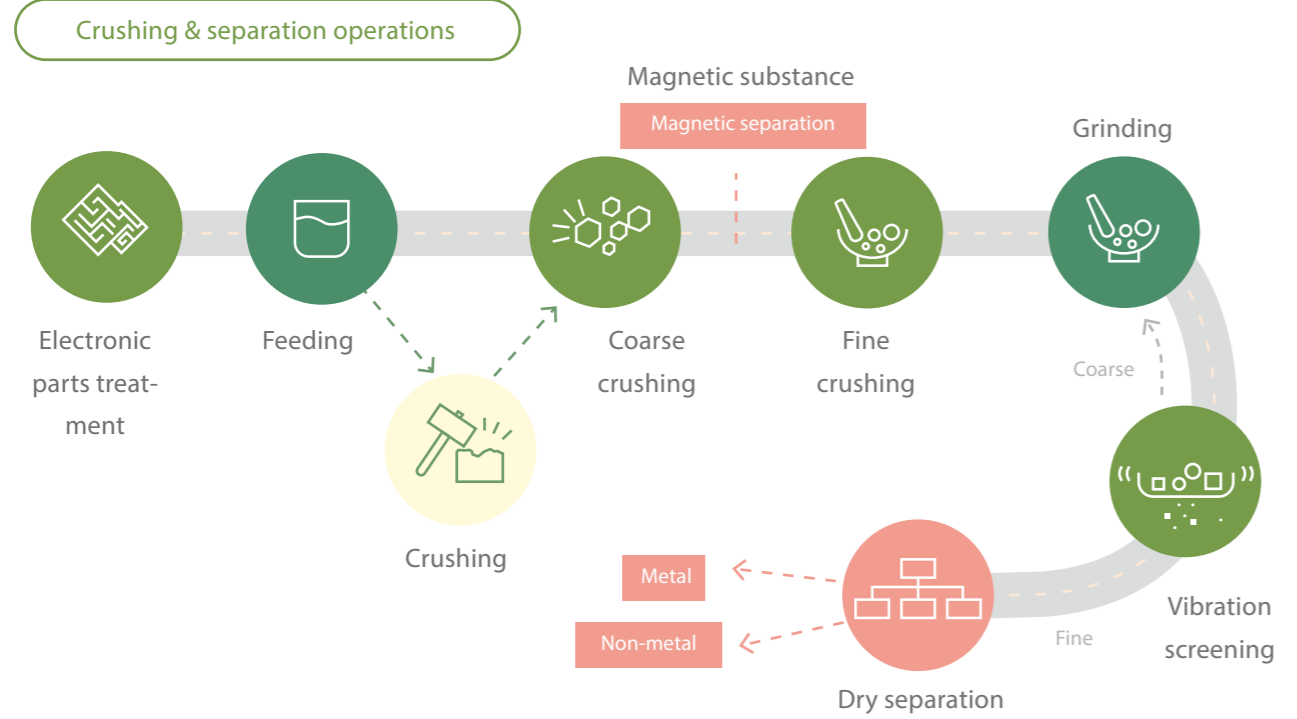 Crushing & separation operations
Magnetic substance
Magnetic separation
Grinding
Electronic
parts treat-
ment
Feeding
Crushing
Coarse
crushing
Fine
crushing
Coarse
Vibration
screening
Fine
Dry separation
Metal
Non-metal